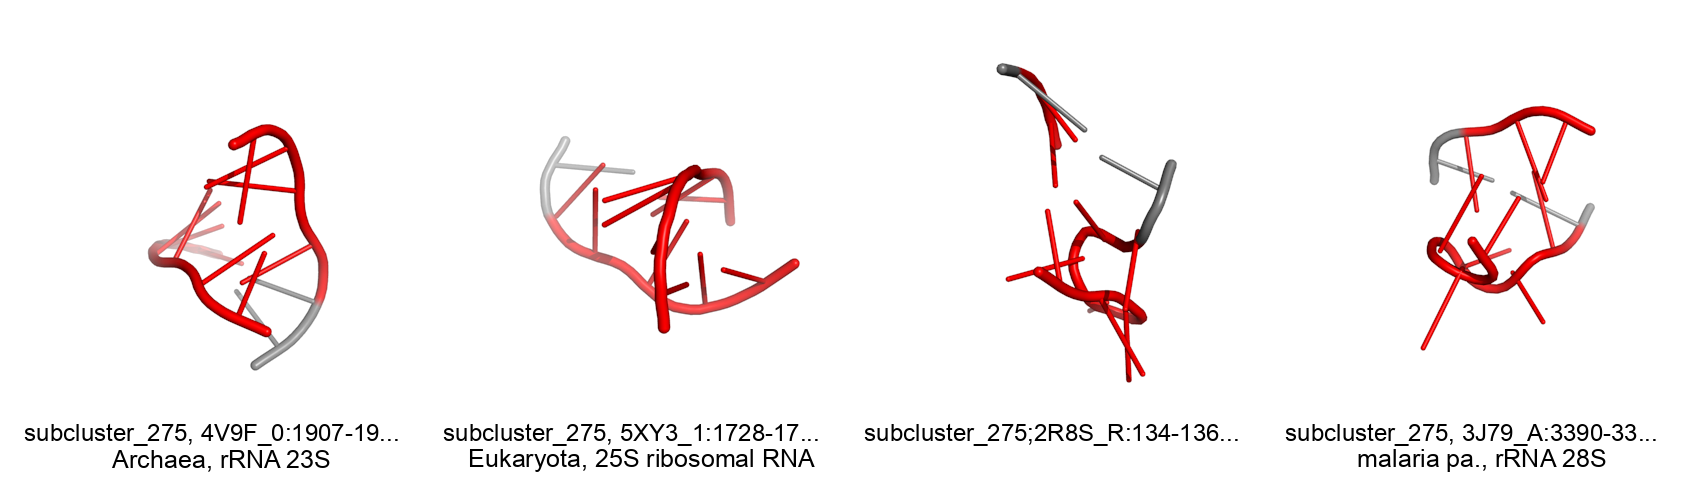 subcluster_275, 4V9F_0:1907-19...
Archaea, rRNA 23S
subcluster_275, 5XY3_1:1728-17...
Eukaryota, 25S ribosomal RNA
subcluster_275;2R8S_R:134-136...
subcluster_275, 3J79_A:3390-33...
malaria pa., rRNA 28S